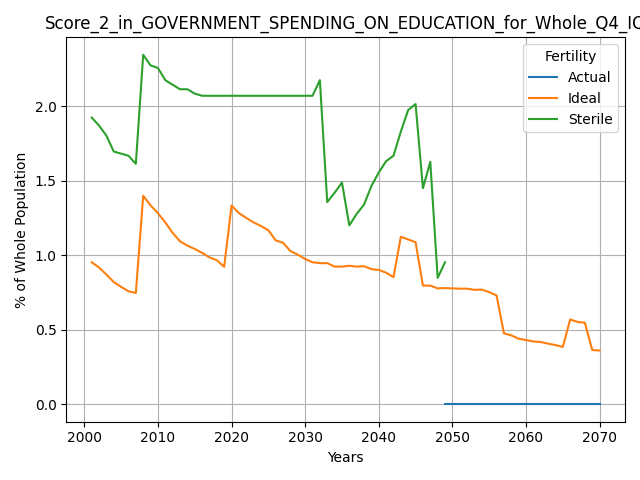 Score_2_in_GOVERNMENT_SPENDING_ON_EDUCATION_for_Whole_Q4_IQ
Fertility
Actual
Ideal
Sterile
% of Whole Population
2.0
1.5
1.0
0.5
0.0
2000 2010 2020 2030 2040 2050 2060 2070
Years